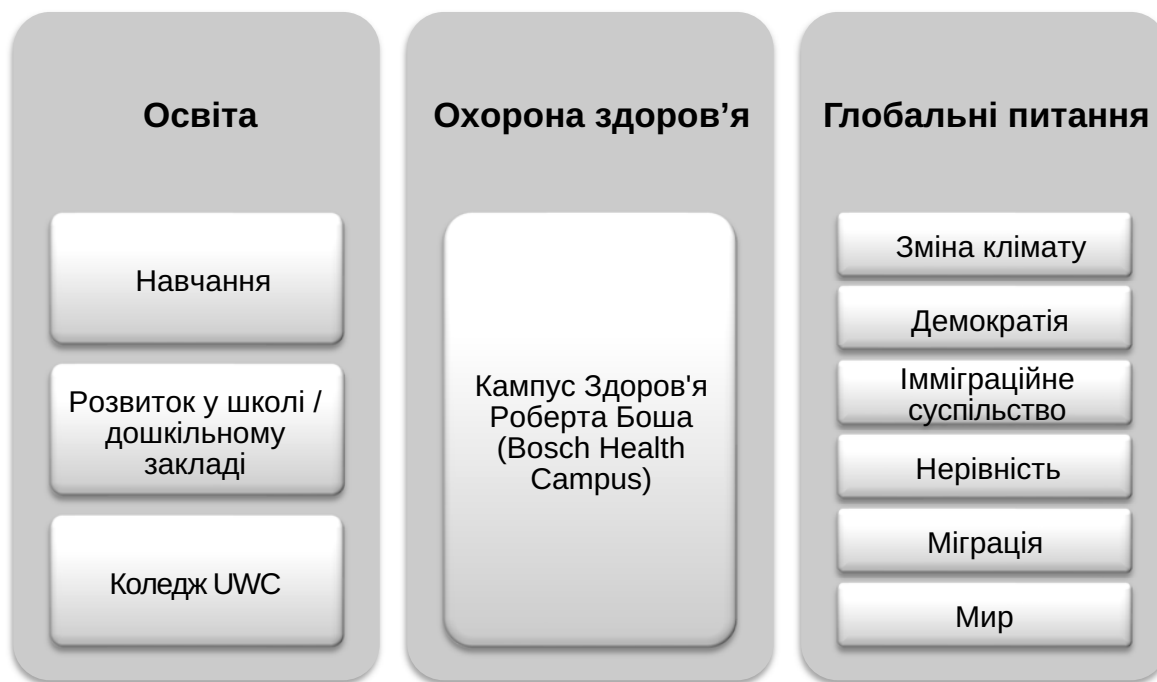 Освіта
Навчання
Розвиток у школі /
дошкільному
закладі
Коледж UWC
Охорона здоров’я
Кампус Здоров'я
Роберта Боша
(Bosch Health
Campus)
Глобальні питання
Зміна клімату
Демократія
Імміграційне
суспільство
Нерівність
Міграція
Мир